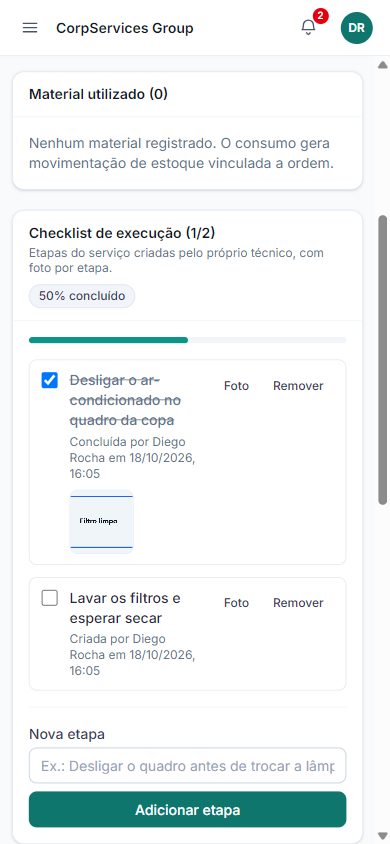 CorpServices Group
2
DR
Material utilizado (0)
Nenhum material registrado. O consumo gera
movimentação de estoque vinculada a ordem.
Checklist de execução (1/2)
Etapas do serviço criadas pelo próprio técnico, com
foto por etapa.
50% concluído
Desligar o ar-
condicionado no
quadro da copa
Foto
Remover
Concluída por Diego
Rocha em 18/10/2026,
16:05
Filtro limpo
Lavar os filtros e
esperar secar
Foto
Remover
Criada por Diego
Rocha em 18/10/2026,
16:05
Nova etapa
Ex.: Desligar o quadro antes de trocar a lâmp
Adicionar etapa